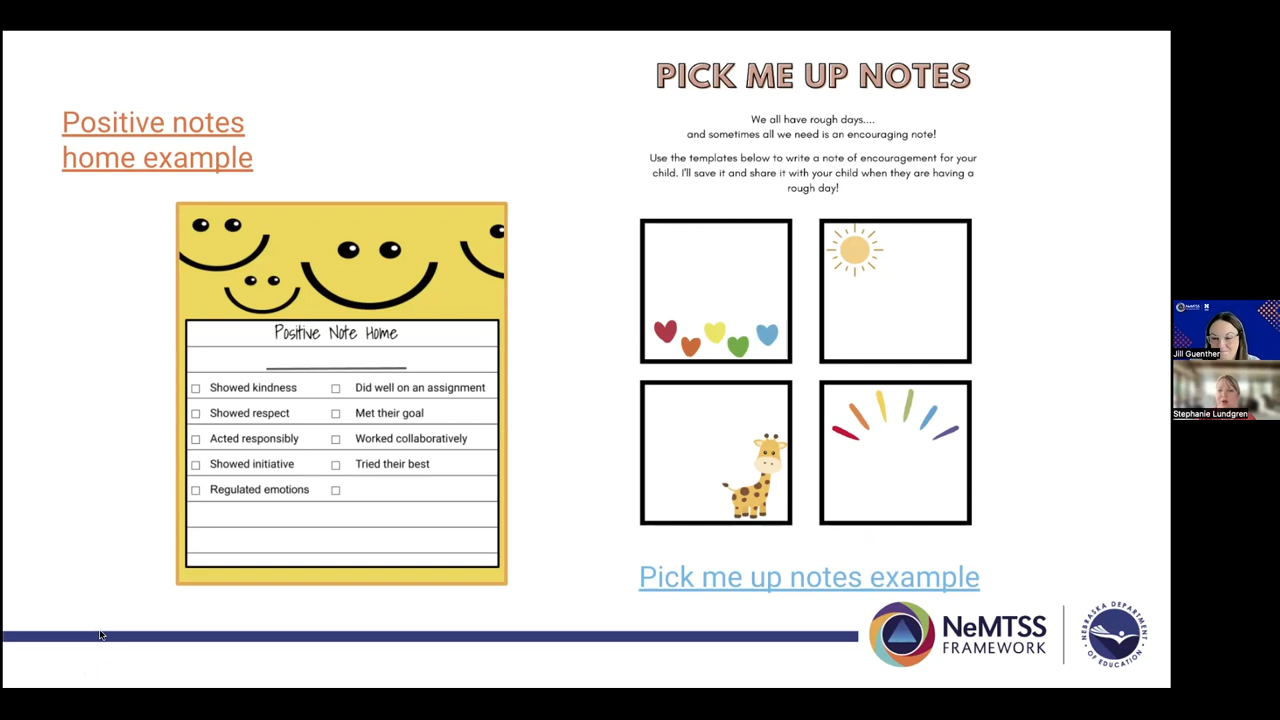 Positive notes
home example
Positive Note Home
Showed kindness
Did well on an assignment
Showed respect
Met their goal
Acted responsibly
Worked collaboratively
Showed initiative
Tried their best
Regulated emotions
PICK ME UP NOTES
We all have rough days....
and sometimes all we need is an encouraging note!
Use the templates below to write a note of encouragement for your
child. I'll save it and share it with your child when they are having a
rough day!
Pick me up notes example
NeMTSS
FRAMEWORK
NEBRASKA DEPARTMENT
OF EDUCATION
NeMTSS
Jill Guenther
Stephanie Lundgren